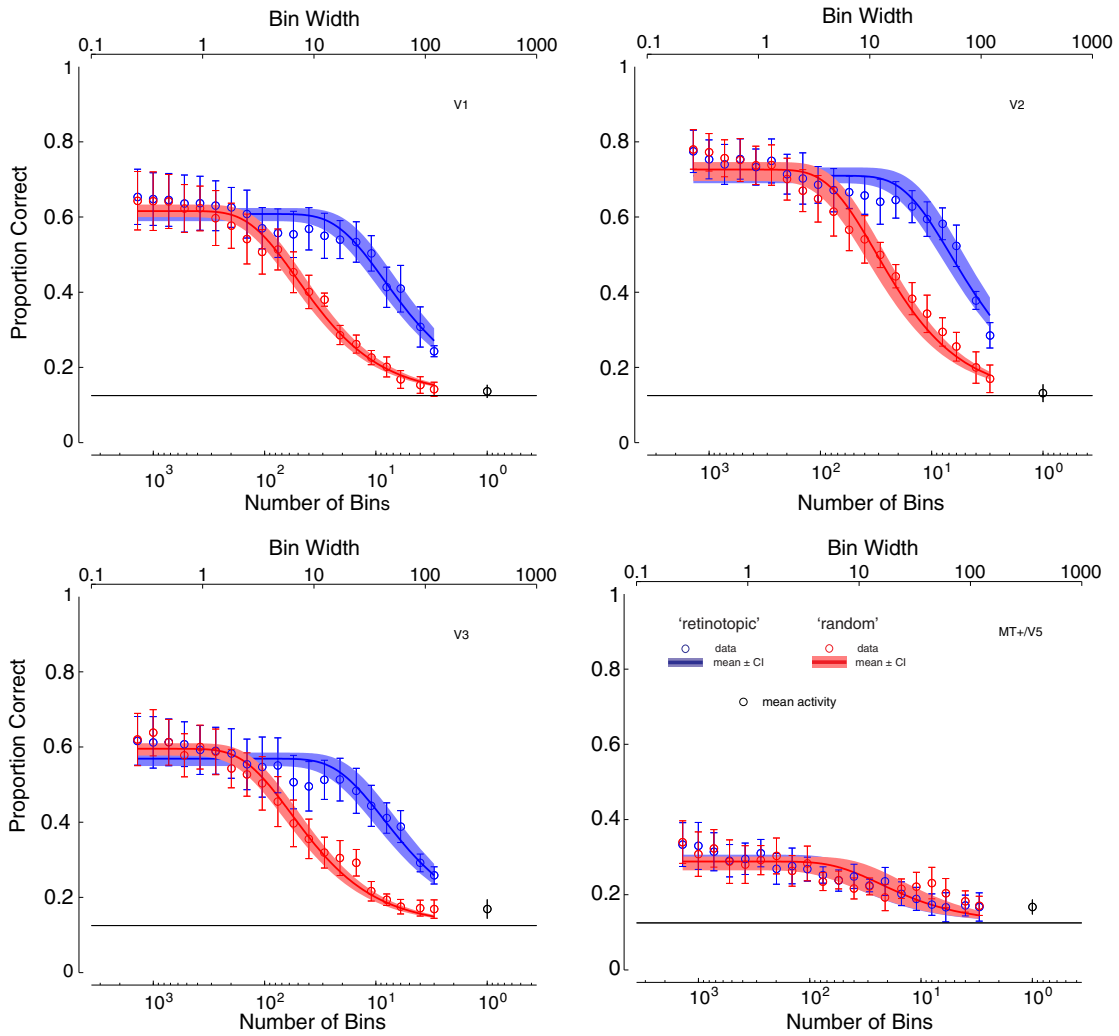 Bin Width
0.1 1 10 100 1000
1
V1
0.8
0.6
Proportion Correct
0.4
0.2
0
10³ 10² 10¹ 10⁰
Number of Bins
Bin Width
0.1 1 10 100 1000
1
V2
0.8
0.6
0.4
0.2
0
10³ 10² 10¹ 10⁰
Number of Bins
Bin Width
0.1 1 10 100 1000
1
V3
0.8
0.6
Proportion Correct
0.4
0.2
0
10³ 10² 10¹ 10⁰
Number of Bins
Bin Width
0.1 1 10 100 1000
1
'retinotopic' 'random' MT+/V5
data data
mean ± CI mean ± CI
mean activity
0.8
0.6
0.4
0.2
0
10³ 10² 10¹ 10⁰
Number of Bins